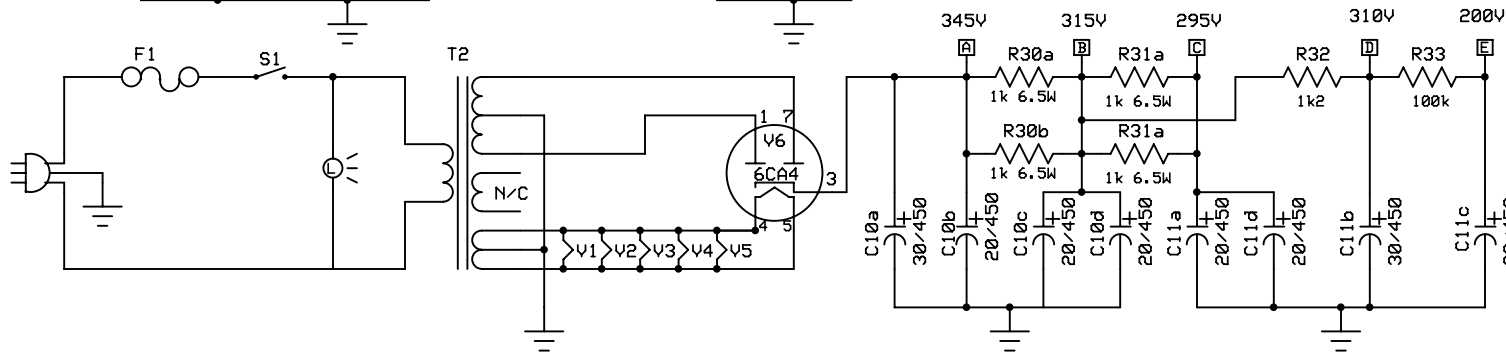 345V 315V 295V 310V 200V
F1 S1 T2 A B C D E
R30a R31a R32 R33
1k 6.5W 1k 6.5W 1k2 100k
1 7
V6
R30b R31a
L 6CA4
1k 6.5W 1k 6.5W
3
N/C
4 5
V1 V2 V3 V4 V5
C10a 30/450
C10b 20/450
C10c 20/450
C10d 20/450
C11a 20/450
C11d 20/450
C11b 30/450
C11c